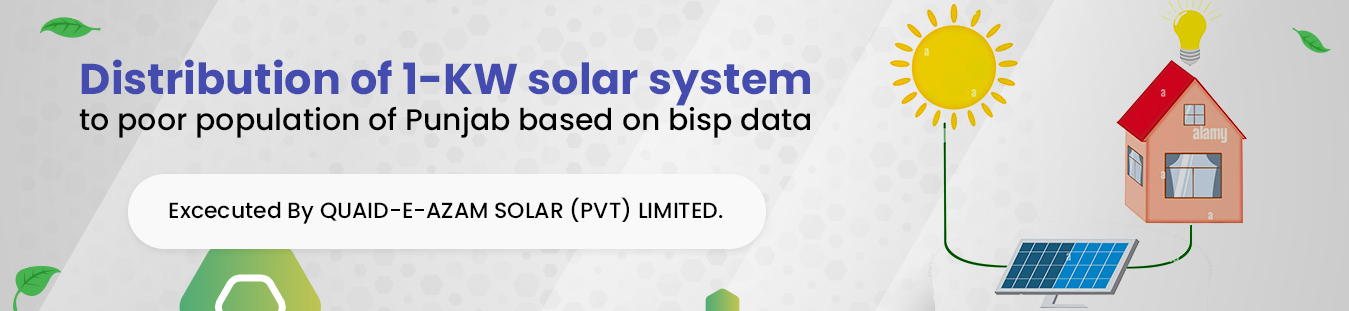 Distribution of 1-KW solar system
to poor population of Punjab based on bisp data
Excecuted By QUAID-E-AZAM SOLAR (PVT) LIMITED.
a
a
a
alamy
a
a
a